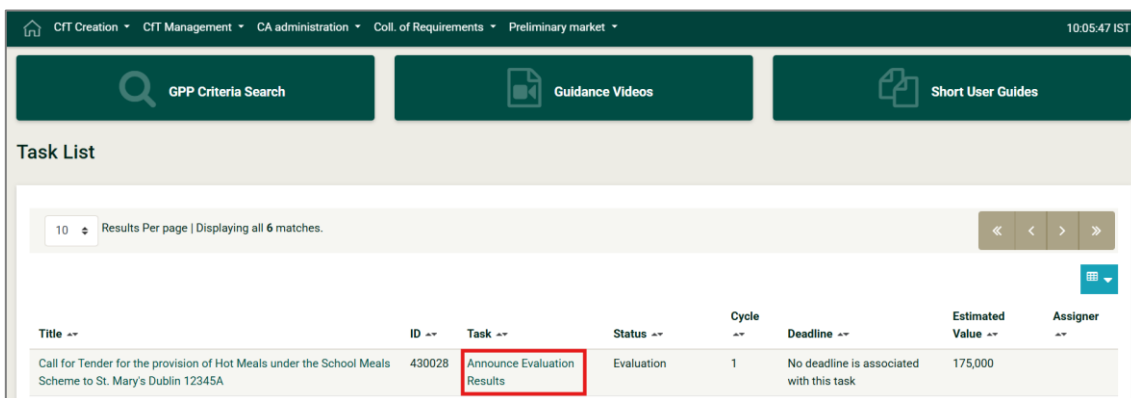 CfT Creation CfT Management CA administration Coll. of Requirements Preliminary market 10:05:47 IST
GPP Criteria Search Guidance Videos Short User Guides
Task List
10 Results Per page | Displaying all 6 matches.
« < > »
Title ID Task Status Cycle Deadline Estimated Value Assigner
Call for Tender for the provision of Hot Meals under the School Meals 430028 Announce Evaluation Evaluation 1 No deadline is associated 175,000
Scheme to St. Mary's Dublin 12345A Results with this task